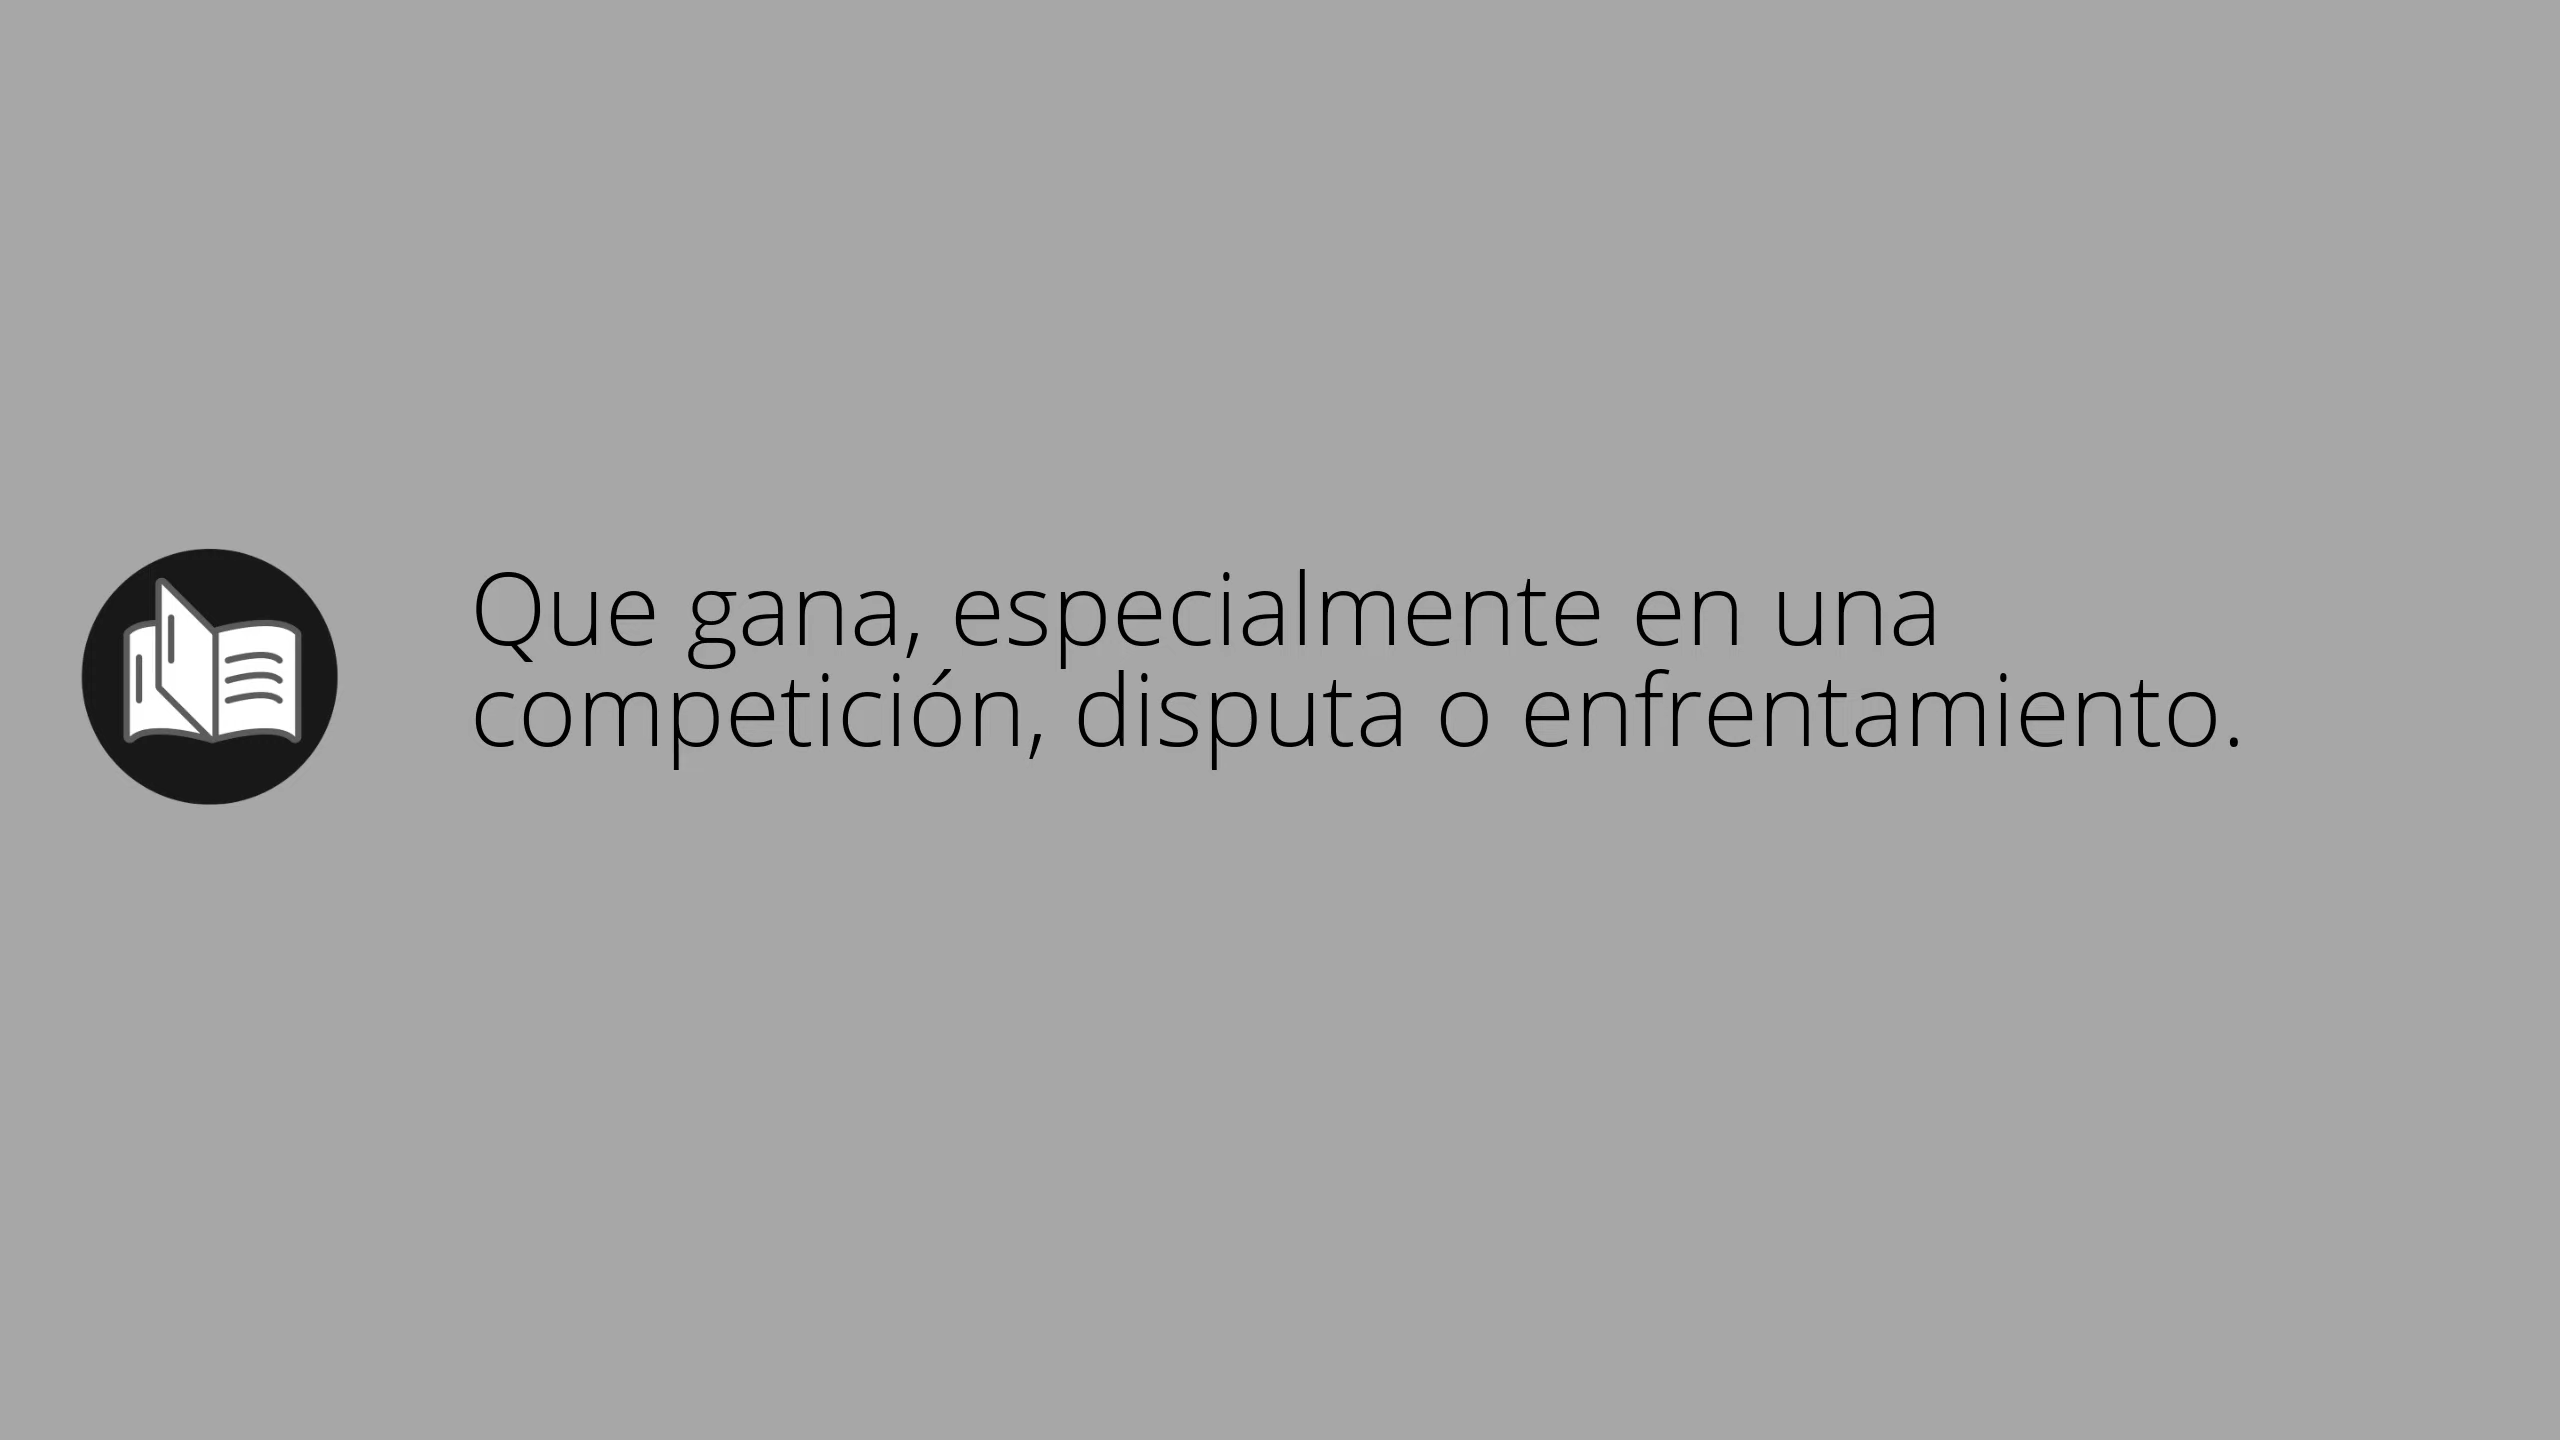 Que gana, especialmente en una
competición, disputa o enfrentamiento.